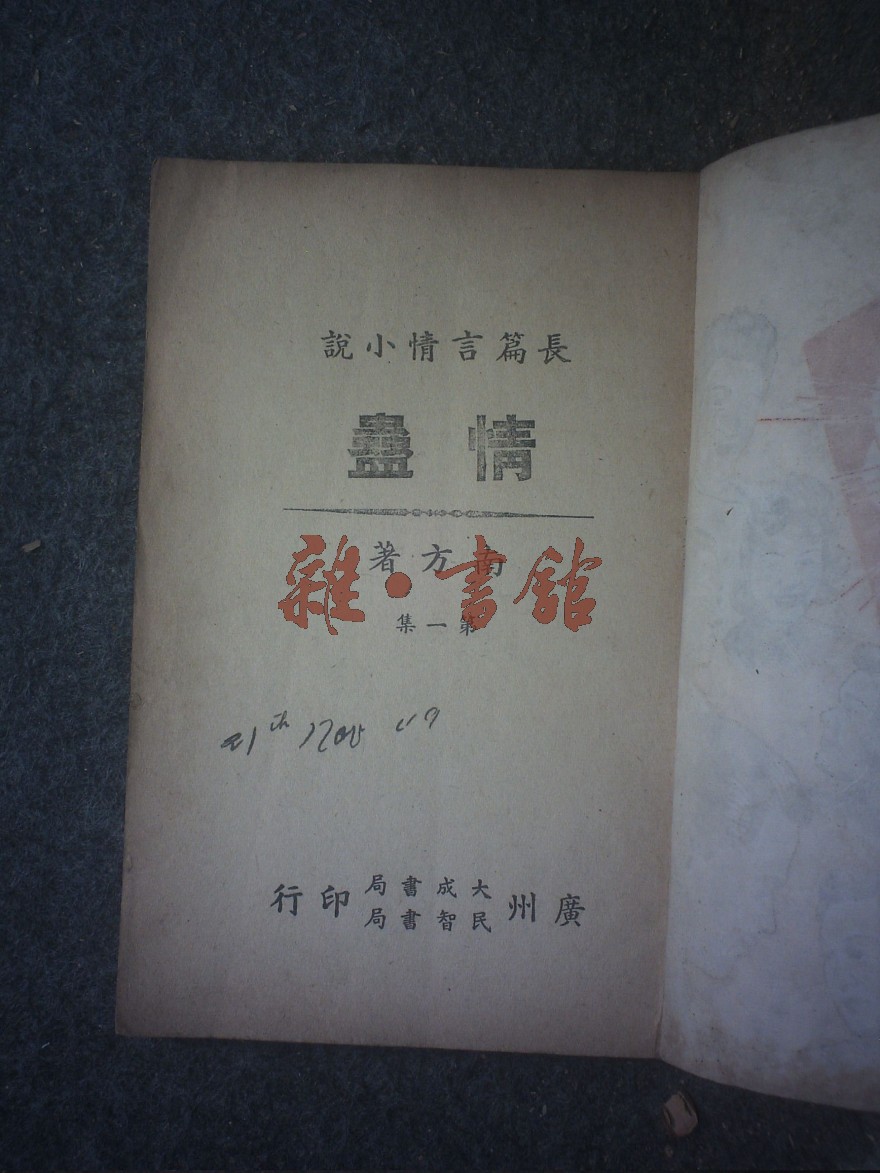 長篇言情小說
情蠱
南方著
雜·書館
第一集
廣州 大成書局 印行
民智書局